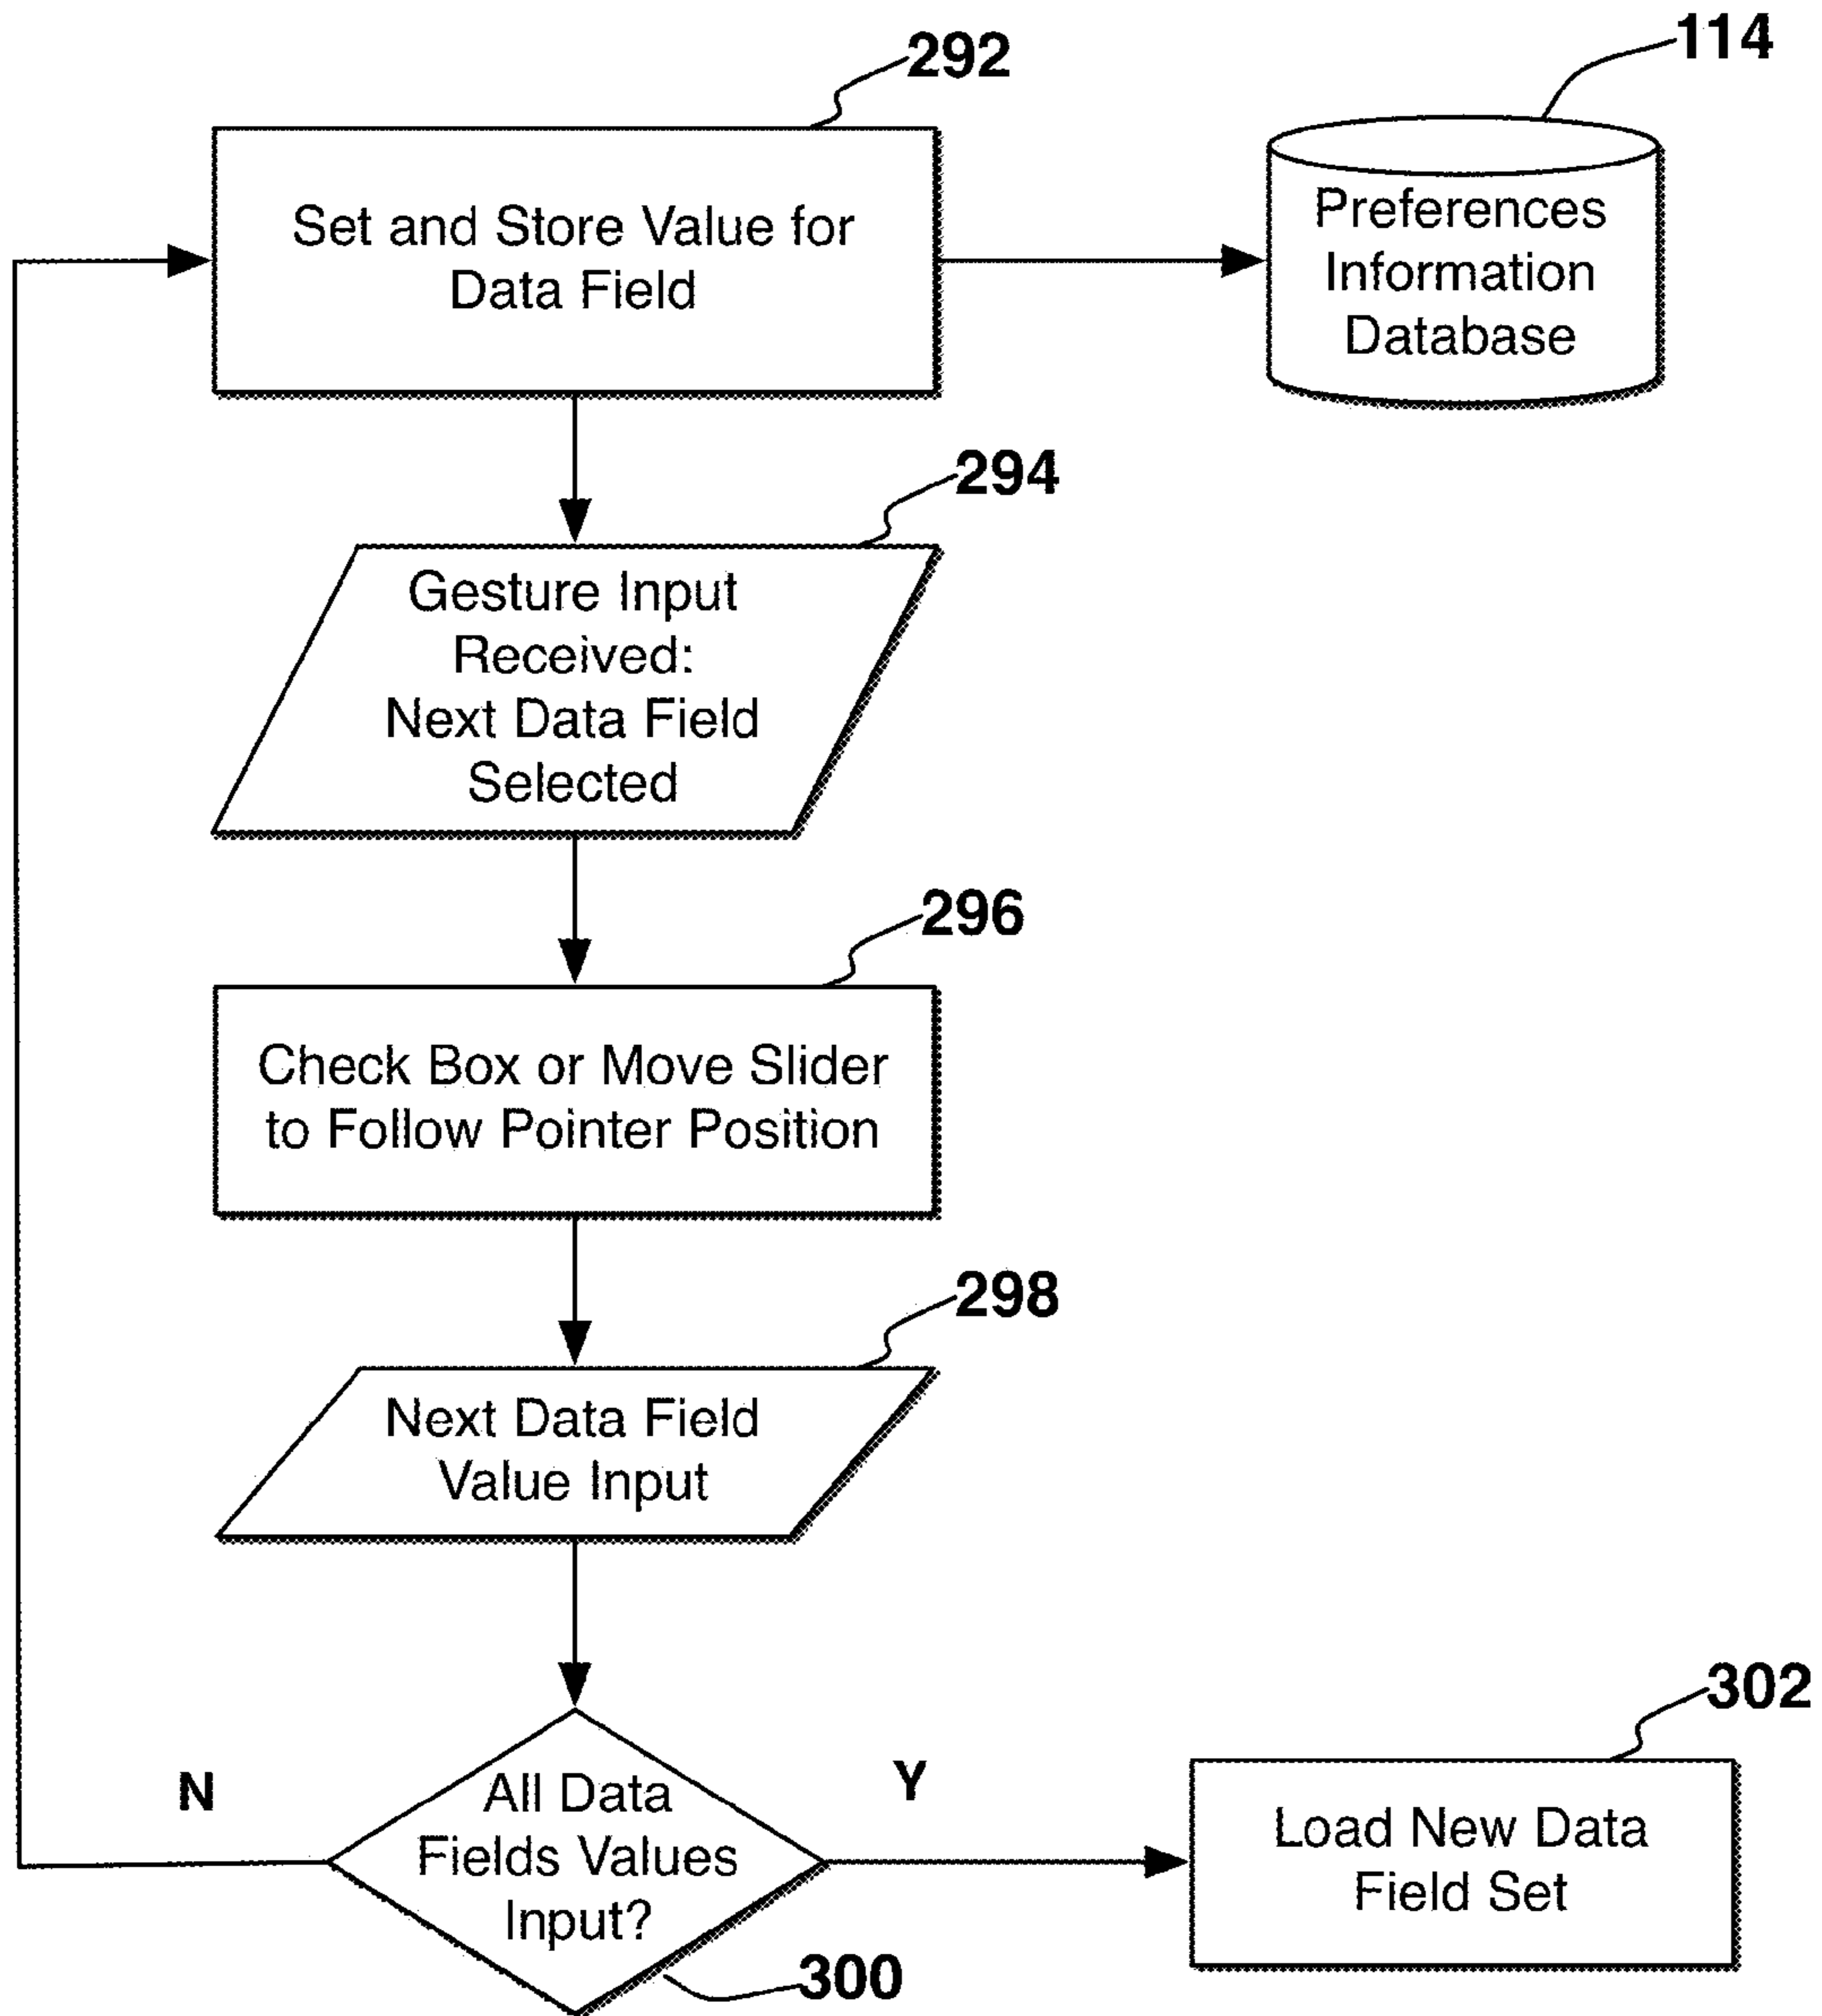 292
114
Set and Store Value for
Data Field
Preferences
Information
Database
294
Gesture Input
Received:
Next Data Field
Selected
296
Check Box or Move Slider
to Follow Pointer Position
298
Next Data Field
Value Input
302
N
All Data
Fields Values
Input?
Y
Load New Data
Field Set
300